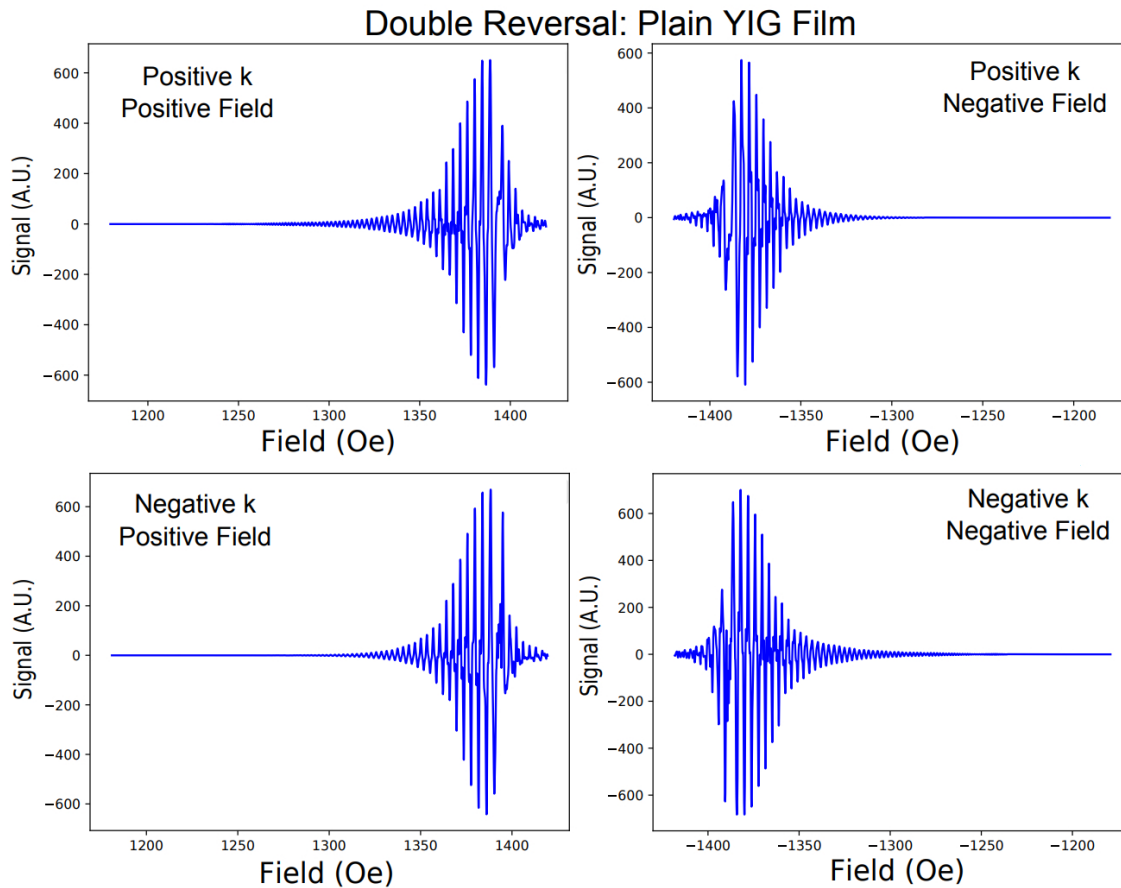 Double Reversal: Plain YIG Film
Positive k
Positive Field
600
400
200
0
−200
−400
−600
Signal (A.U.)
1200
1250
1300
1350
1400
Field (Oe)
Positive k
Negative Field
600
400
200
0
−200
−400
−600
Signal (A.U.)
−1400
−1350
−1300
−1250
−1200
Field (Oe)
Negative k
Positive Field
600
400
200
0
−200
−400
−600
Signal (A.U.)
1200
1250
1300
1350
1400
Field (Oe)
Negative k
Negative Field
600
400
200
0
−200
−400
−600
Signal (A.U.)
−1400
−1350
−1300
−1250
−1200
Field (Oe)